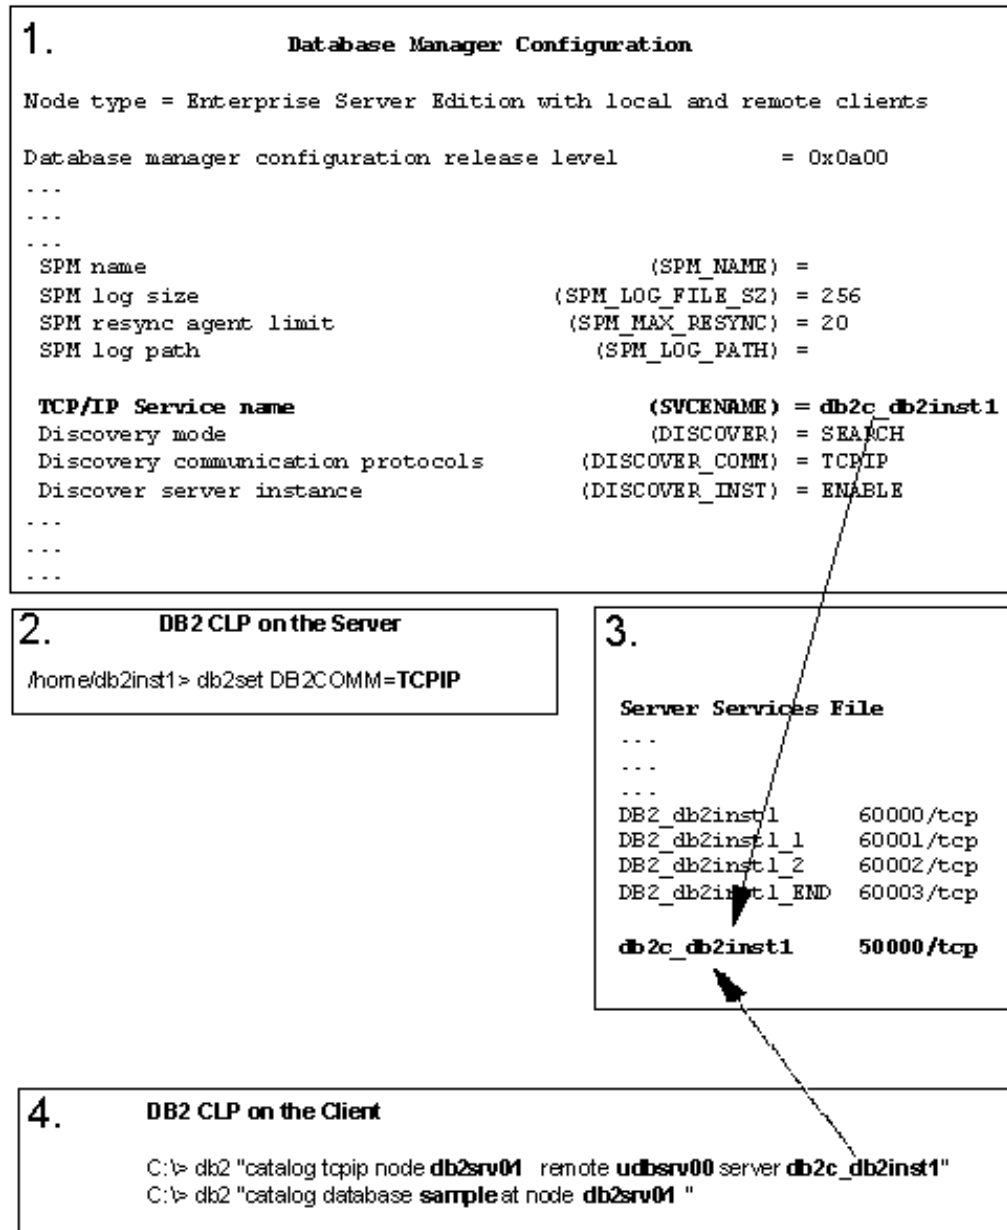 1.
Database Manager Configuration
Node type = Enterprise Server Edition with local and remote clients
Database manager configuration release level = 0x0a00
...
...
...
SPM name (SPM_NAME) =
SPM log size (SPM_LOG_FILE_SZ) = 256
SPM resync agent limit (SPM_MAX_RESYNC) = 20
SPM log path (SPM_LOG_PATH) =
TCP/IP Service name (SVCENAME) = db2c_db2inst1
Discovery mode (DISCOVER) = SEARCH
Discovery communication protocols (DISCOVER_COMM) = TCPIP
Discover server instance (DISCOVER_INST) = ENABLE
...
...
...
2.
DB2 CLP on the Server
/home/db2inst1> db2set DB2COMM=TCPIP
3.
Server Services File
...
...
...
DB2_db2inst1 60000/tcp
DB2_db2inst1_1 60001/tcp
DB2_db2inst1_2 60002/tcp
DB2_db2inst1_END 60003/tcp
db2c_db2inst1 50000/tcp
4.
DB2 CLP on the Client
C:\> db2 "catalog tcpip node db2srv01 remote udbsrv00 server db2c_db2inst1"
C:\> db2 "catalog database sample at node db2srv01 "